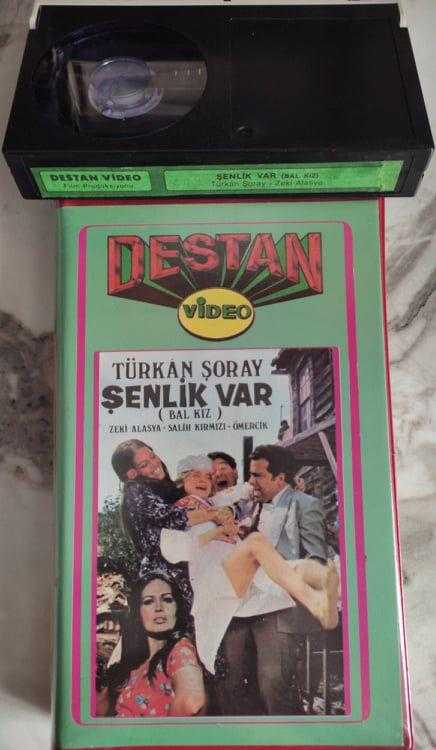 DESTAN VİDEO
Film Prodüksiyonu
ŞENLİK VAR (BAL KIZ)
Türkan Şoray - Zeki Alasya
DESTAN
VİDEO
TÜRKÂN ŞORAY
ŞENLİK VAR
( BAL KIZ )
ZEKİ ALASYA - SALİH KIRMIZI - ÖMERCİK